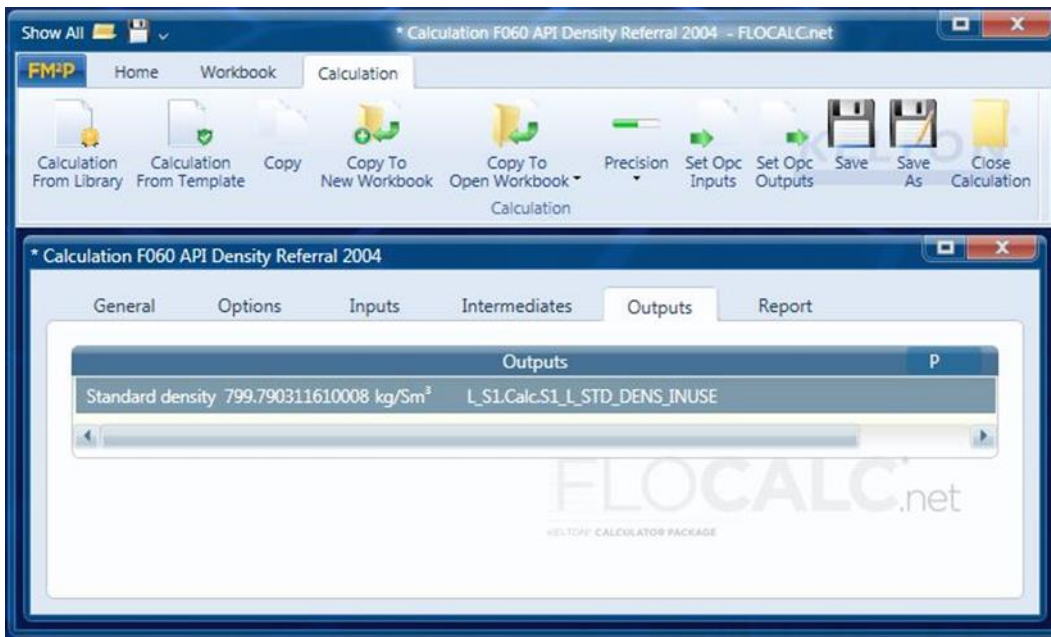 Show All
* Calculation F060 API Density Referral 2004 - FLOCALC.net
FM²P Home Workbook Calculation
Calculation From Library
Calculation From Template
Copy
Copy To New Workbook
Copy To Open Workbook
Precision
Set Opc Inputs
Set Opc Outputs
Save
Save As
Close Calculation
Calculation
* Calculation F060 API Density Referral 2004
General Options Inputs Intermediates Outputs Report
Outputs P
Standard density 799.790311610008 kg/Sm³ L_S1.Calc.S1_L_STD_DENS_INUSE
FLOCALC.net
KELTON® CALCULATOR PACKAGE